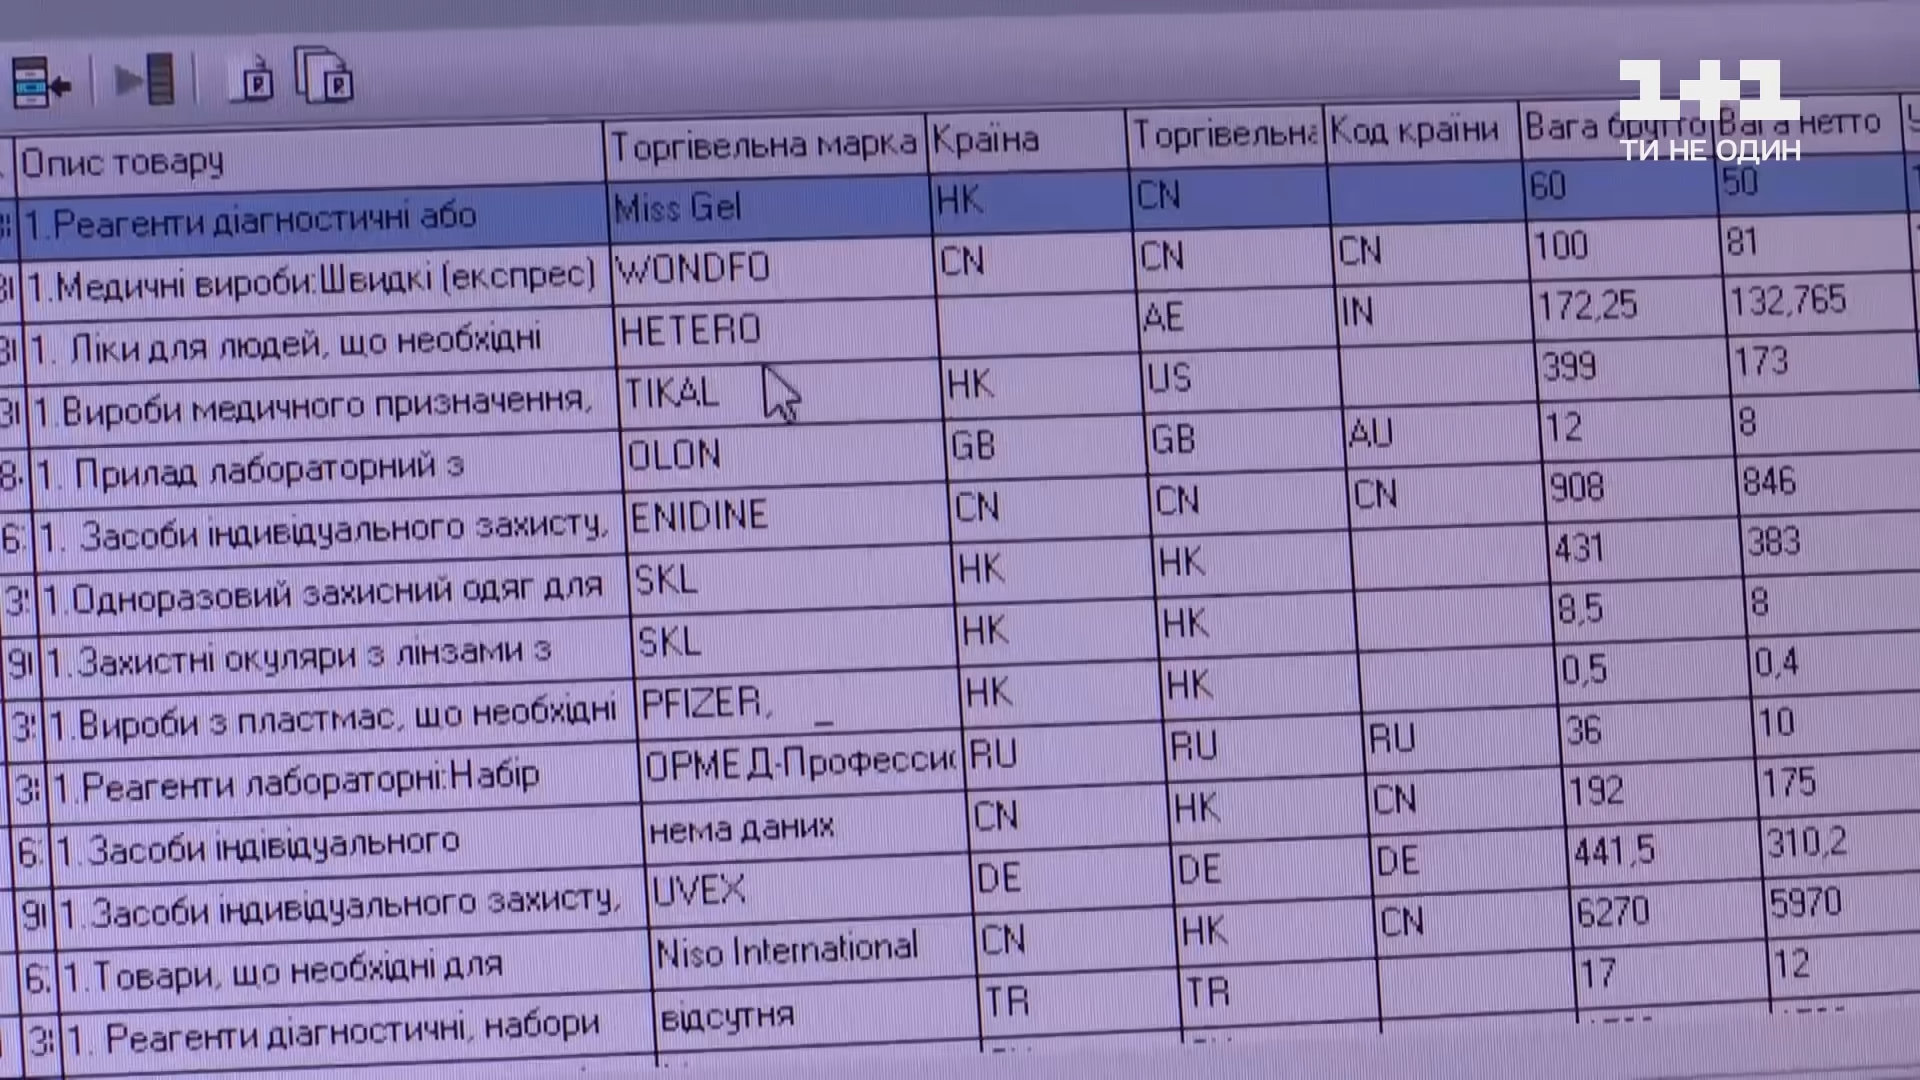 1+1
ТИ НЕ ОДИН
Опис товару Торгівельна марка Країна Торгівельна Код країни Вага брутто Вага нетто
1.Реагенти діагностичні або Miss Gel HK CN 60 50
1.Медичні вироби:Швидкі (експрес) WONDFO CN CN CN 100 81
1. Ліки для людей, що необхідні HETERO AE IN 172,25 132,765
1.Вироби медичного призначення, TIKAL HK US 399 173
1. Прилад лабораторний з OLON GB GB AU 12 8
1. Засоби індивідуального захисту, ENIDINE CN CN CN 908 846
1.Одноразовий захисний одяг для SKL HK HK 431 383
1.Захистні окуляри з лінзами з SKL HK HK 8,5 8
1.Вироби з пластмас, що необхідні PFIZER, _ HK HK 0,5 0,4
1.Реагенти лабораторні:Набір ОРМЕД-Профессис RU RU RU 36 10
1.Засоби індівідуального нема даних CN HK CN 192 175
1.Засоби індивідуального захисту, UVEX DE DE DE 441,5 310,2
1.Товари, що необхідні для Niso International CN HK CN 6270 5970
1. Реагенти діагностичні, набори відсутня TR TR 17 12